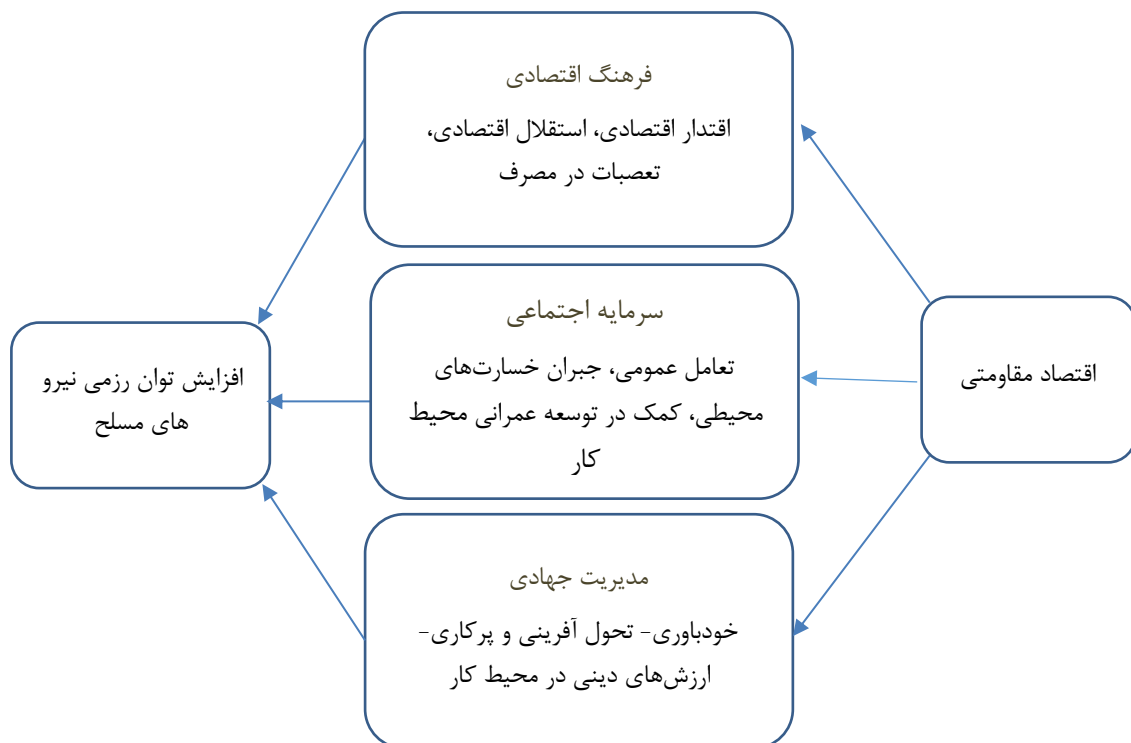 فرهنگ اقتصادی
اقتدار اقتصادی، استقلال اقتصادی،
تعصبات در مصرف
اقتصاد مقاومتی
سرمایه اجتماعی
تعامل عمومی، جبران خسارت‌های
محیطی، کمک در توسعه عمرانی محیط
کار
افزایش توان رزمی نیرو
های مسلح
مدیریت جهادی
خودباوری- تحول آفرینی و پرکاری-
ارزش‌های دینی در محیط کار